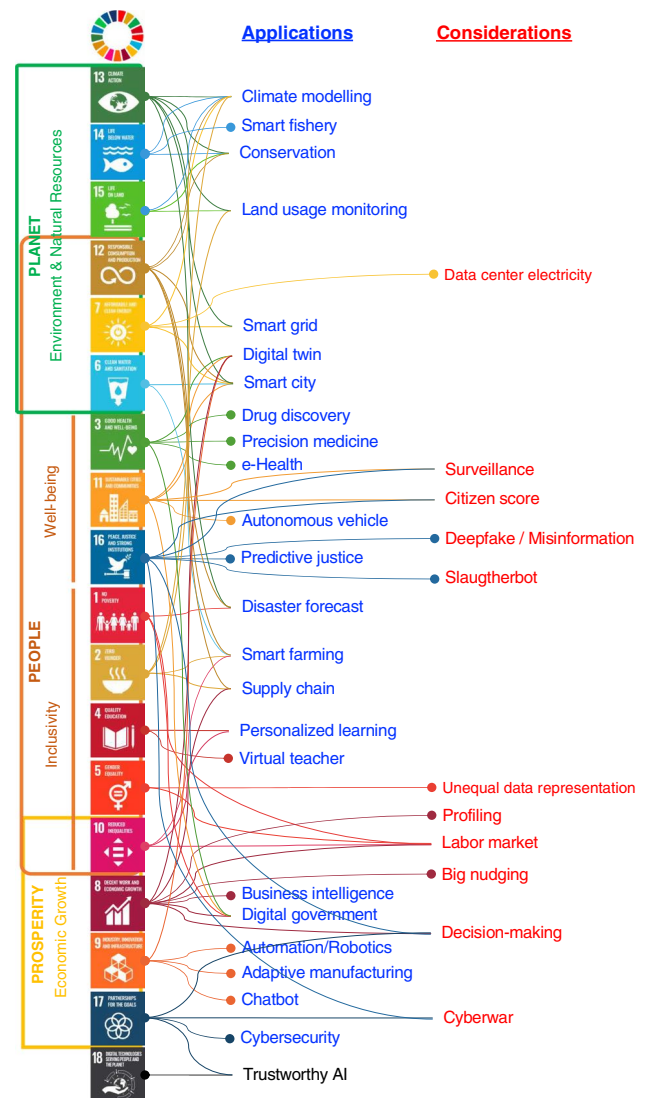 Applications
Considerations
13 CLIMATE
ACTION
14 LIFE
BELOW WATER
15 LIFE
ON LAND
12 RESPONSIBLE
CONSUMPTION
AND PRODUCTION
7 AFFORDABLE AND
CLEAN ENERGY
6 CLEAN WATER
AND SANITATION
3 GOOD HEALTH
AND WELL-BEING
11 SUSTAINABLE CITIES
AND COMMUNITIES
16 PEACE, JUSTICE
AND STRONG
INSTITUTIONS
1 NO
POVERTY
2 ZERO
HUNGER
4 QUALITY
EDUCATION
5 GENDER
EQUALITY
10 REDUCED
INEQUALITIES
8 DECENT WORK AND
ECONOMIC GROWTH
9 INDUSTRY, INNOVATION
AND INFRASTRUCTURE
17 PARTNERSHIPS
FOR THE GOALS
18 DIGITAL TECHNOLOGIES
SERVING PEOPLE AND
THE PLANET
PLANET
Environment & Natural Resources
PEOPLE
Well-being
Inclusivity
PROSPERITY
Economic Growth
Climate modelling
Smart fishery
Conservation
Land usage monitoring
Smart grid
Digital twin
Smart city
Drug discovery
Precision medicine
e-Health
Autonomous vehicle
Predictive justice
Disaster forecast
Smart farming
Supply chain
Personalized learning
Virtual teacher
Business intelligence
Digital government
Automation/Robotics
Adaptive manufacturing
Chatbot
Cybersecurity
Trustworthy AI
Data center electricity
Surveillance
Citizen score
Deepfake / Misinformation
Slaugtherbot
Unequal data representation
Profiling
Labor market
Big nudging
Decision-making
Cyberwar